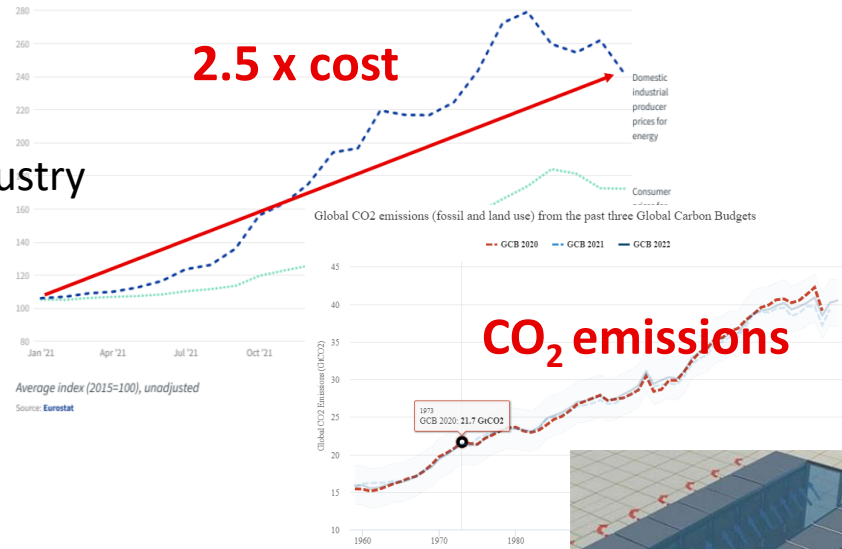 280
260
240
220
200
160
140
120
100
80
2.5 x cost
Domestic
industrial
producer
prices for
energy
Consumer
ustry
Jan '21
Apr '21
Jul '21
Oct '21
Average index (2015=100), unadjusted
Source: Eurostat
Global CO2 emissions (fossil and land use) from the past three Global Carbon Budgets
GCB 2020
GCB 2021
GCB 2022
Global CO2 Emissions (GtCO2)
45
40
35
30
25
20
15
10
CO2 emissions
1973
GCB 2020: 21.7 GtCO2
1960
1970
1980